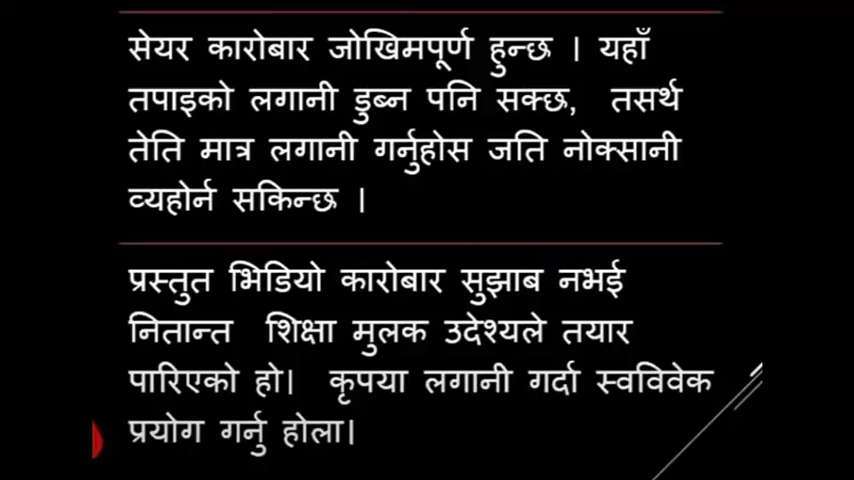 सेयर कारोबार जोखिमपूर्ण हुन्छ । यहाँ
तपाइको लगानी डुब्न पनि सक्छ, तसर्थ
तेति मात्र लगानी गर्नुहोस जति नोक्सानी
व्यहोर्न सकिन्छ ।
प्रस्तुत भिडियो कारोबार सुझाब नभई
नितान्त शिक्षा मुलक उदेश्यले तयार
पारिएको हो। कृपया लगानी गर्दा स्वविवेक
प्रयोग गर्नु होला।